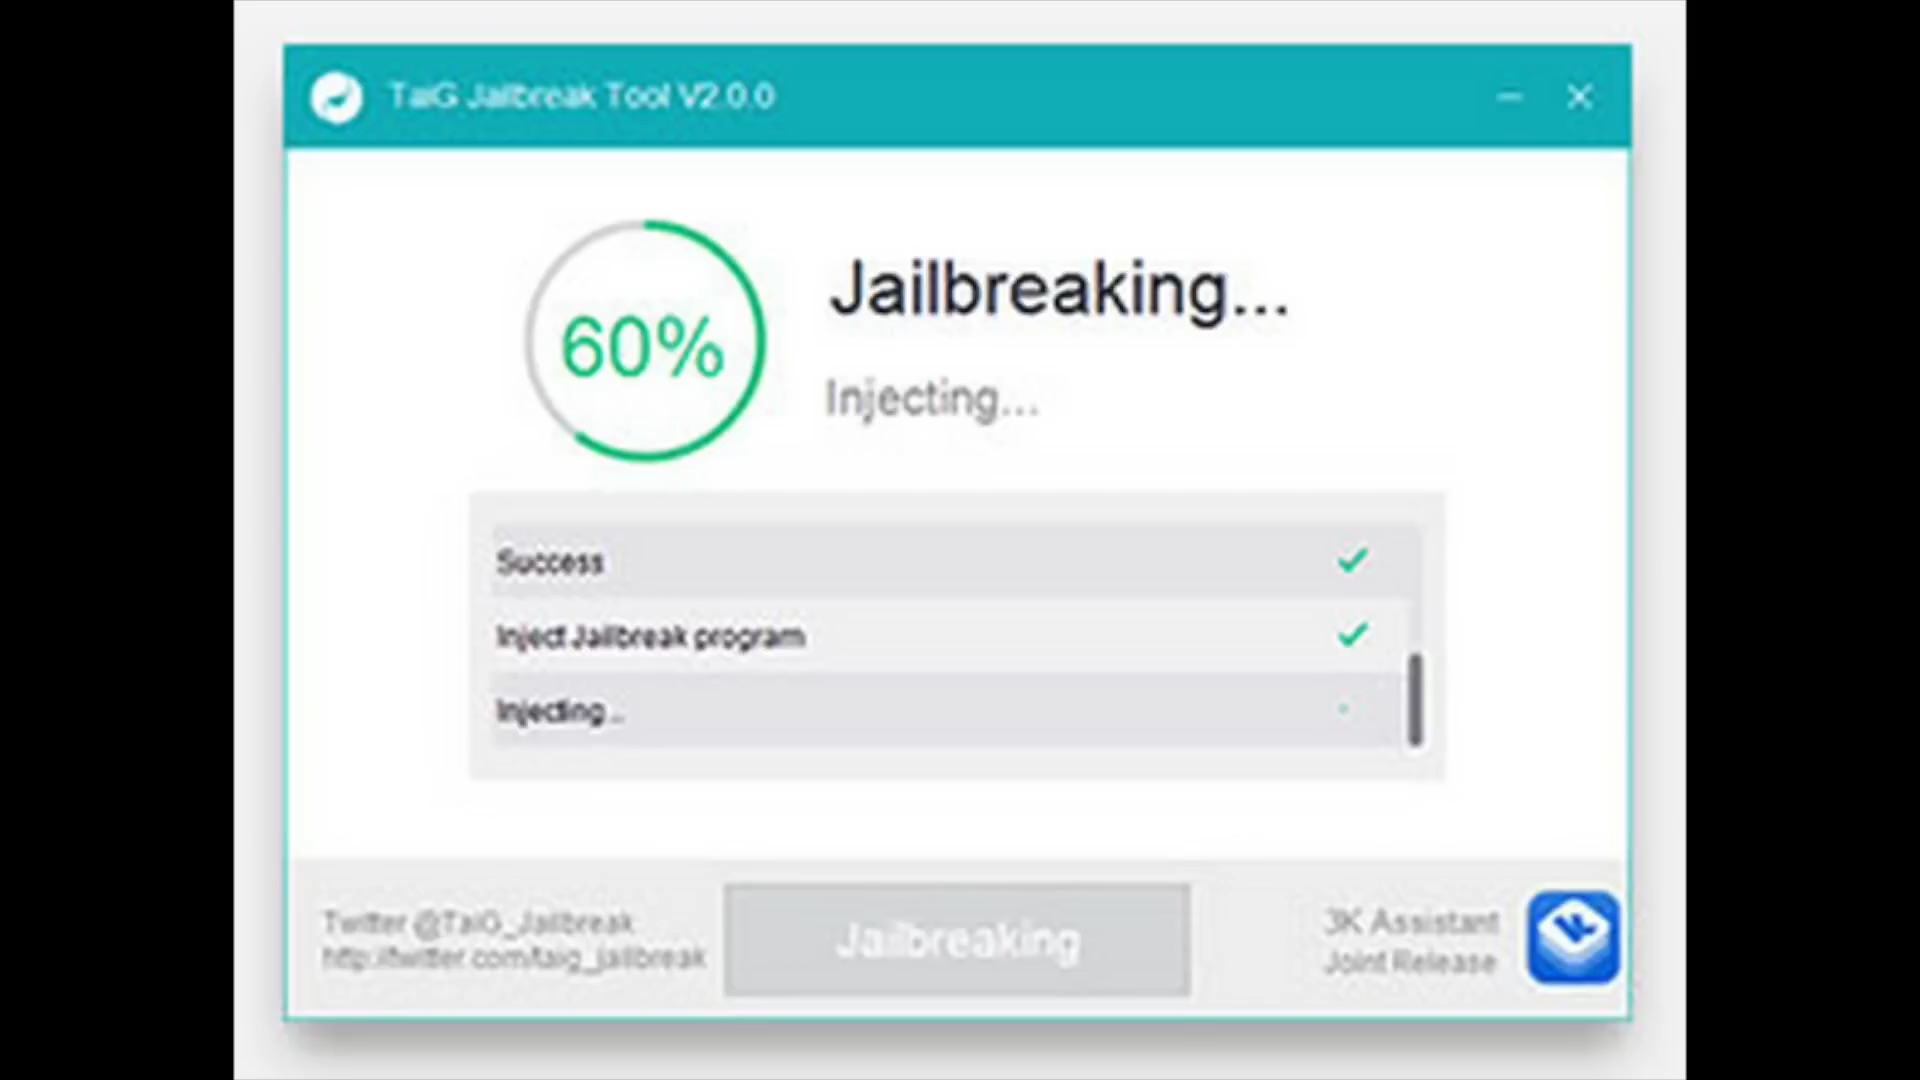 TaiG Jailbreak Tool V2.0.0
60%
Jailbreaking...
Injecting...
Success
Inject Jailbreak program
Injecting...
Twitter @TaiG_Jailbreak
http://twitter.com/taig_jailbreak
Jailbreaking
3K Assistant
Joint Release